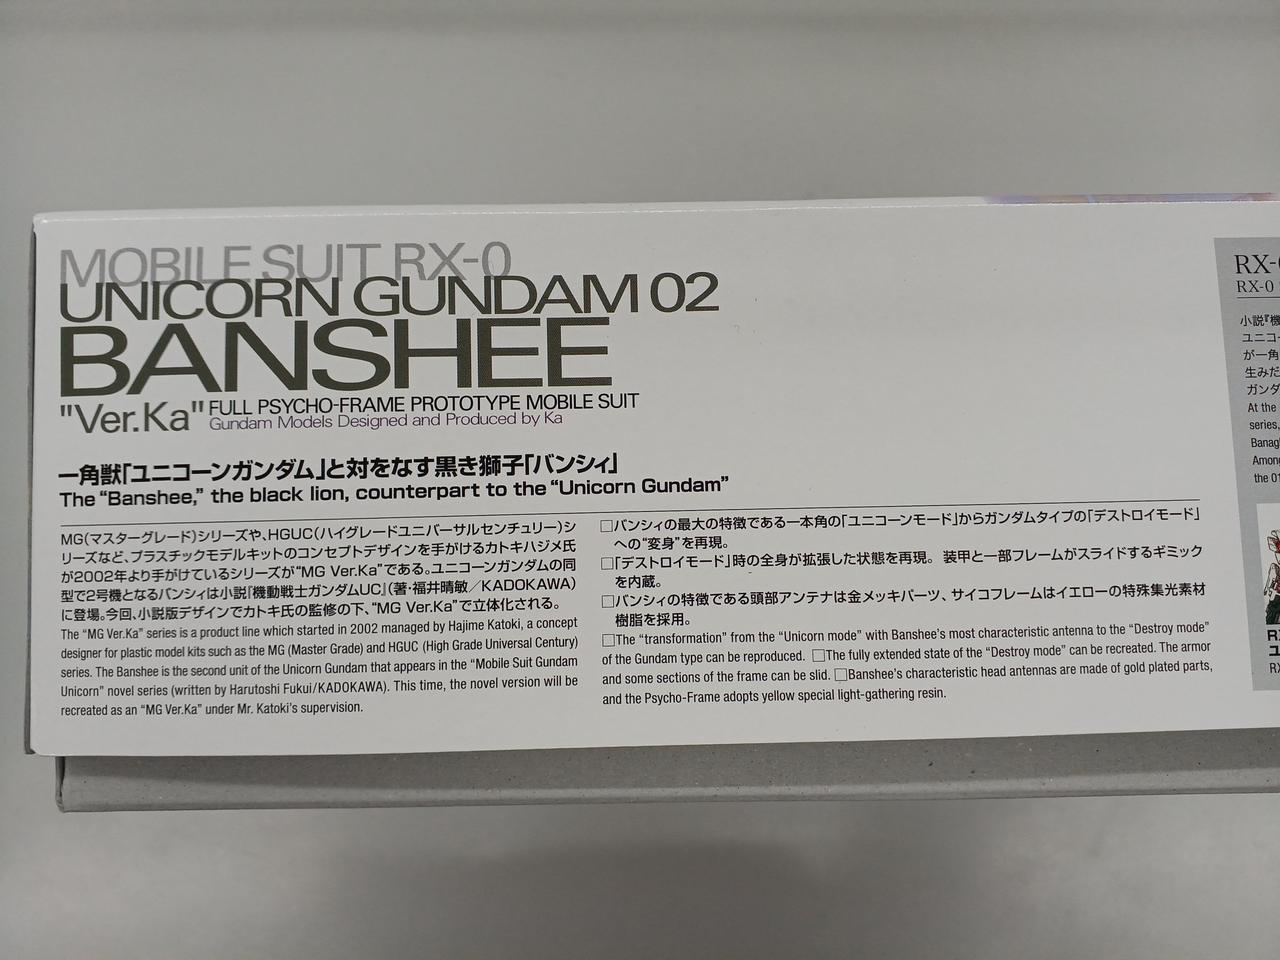 MOBILE SUIT RX-0
UNICORN GUNDAM 02
BANSHEE
"Ver.Ka" FULL PSYCHO-FRAME PROTOTYPE MOBILE SUIT
Gundam Models Designed and Produced by Ka
一角獣「ユニコーンガンダム」と対をなす黒き獅子「バンシィ」
The “Banshee,” the black lion, counterpart to the “Unicorn Gundam”
MG(マスターグレード)シリーズや、HGUC(ハイグレードユニバーサルセンチュリー)シ
リーズなど、プラスチックモデルキットのコンセプトデザインを手がけるカトキハジメ氏
が2002年より手がけているシリーズが“MG Ver.Ka”である。ユニコーンガンダムの同
型で2号機となるバンシィは小説『機動戦士ガンダムUC』(著・福井晴敏／KADOKAWA)
に登場。今回、小説版デザインでカトキ氏の監修の下、“MG Ver.Ka”で立体化される。
The “MG Ver.Ka” series is a product line which started in 2002 managed by Hajime Katoki, a concept
designer for plastic model kits such as the MG (Master Grade) and HGUC (High Grade Universal Century)
series. The Banshee is the second unit of the Unicorn Gundam that appears in the “Mobile Suit Gundam
Unicorn” novel series (written by Harutoshi Fukui/KADOKAWA). This time, the novel version will be
recreated as an “MG Ver.Ka” under Mr. Katoki’s supervision.
□バンシィの最大の特徴である一本角の「ユニコーンモード」からガンダムタイプの「デストロイモード」
への“変身”を再現。
□「デストロイモード」時の全身が拡張した状態を再現。装甲と一部フレームがスライドするギミック
を内蔵。
□バンシィの特徴である頭部アンテナは金メッキパーツ、サイコフレームはイエローの特殊集光素材
樹脂を採用。
□The “transformation” from the “Unicorn mode” with Banshee’s most characteristic antenna to the “Destroy mode”
of the Gundam type can be reproduced. □The fully extended state of the “Destroy mode” can be recreated. The armor
and some sections of the frame can be slid. □Banshee’s characteristic head antennas are made of gold plated parts,
and the Psycho-Frame adopts yellow special light-gathering resin.
RX-
RX-0
小説『機
ユニコー
が一角
生みだ
ガンダ
At the
series,
Banag
Among
the 01